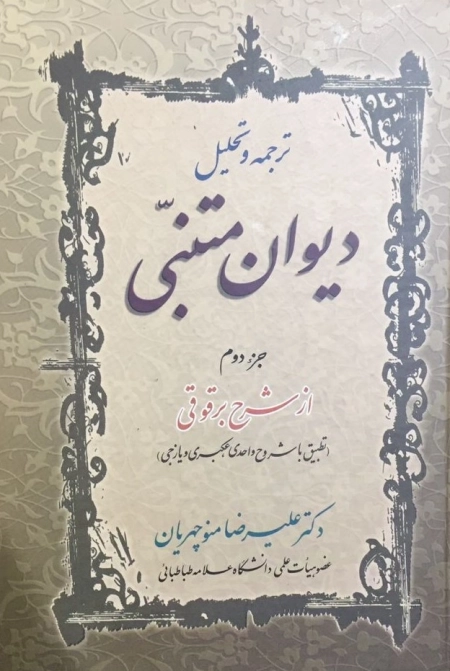 ترجمه و تحلیل
دیوان متنبّی
جزء دوم
از شرح برقوقی
(تطبیق با شروح واحدی، عکبری و یازجی)
دکتر علیرضا منوچهریان
عضو هیأت علمی دانشگاه علامه طباطبائی